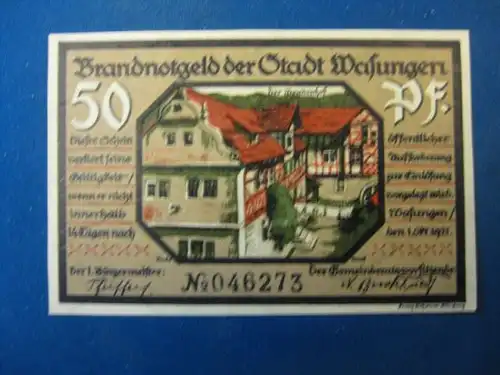 Brandnotgeld der Stadt Wasungen
50 Pf.
Dieser Schein
verliert seine
Gültigkeit/
wenn er nicht
innerhalb
14 Tagen nach
öffentlicher
Aufforderung
zur Einlösung
vorgelegt wird.
Wasungen/
den 1. 1921.
Der 1. Bürgermeister:
№ 046273